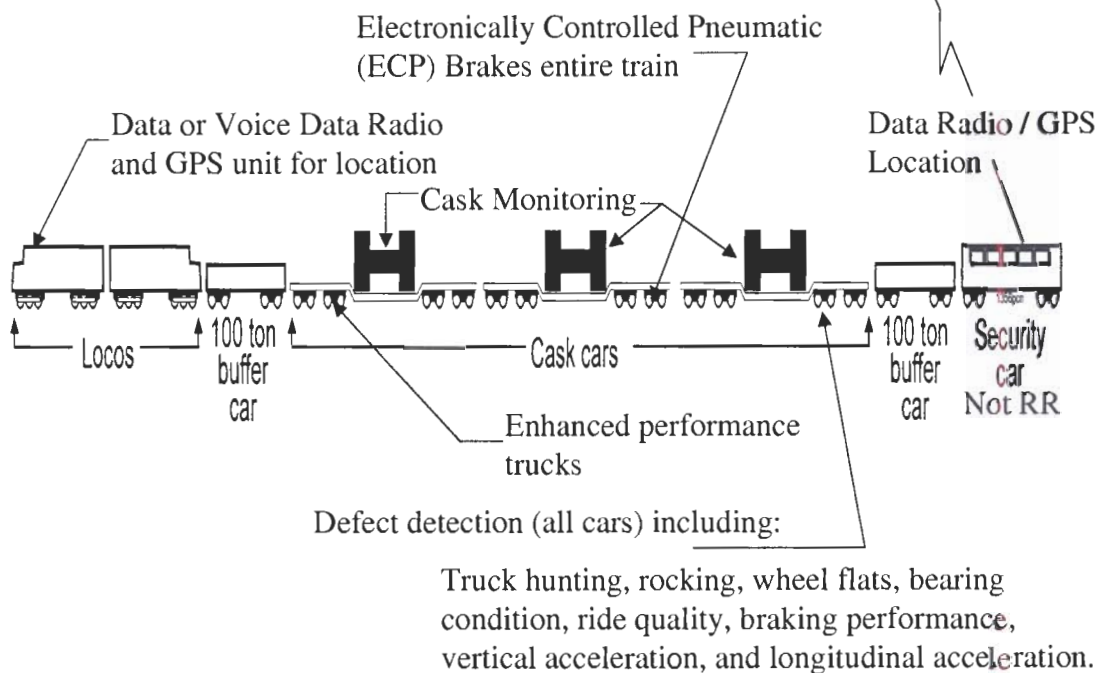 Electronically Controlled Pneumatic
(ECP) Brakes entire train
Data or Voice Data Radio
and GPS unit for location
Data Radio / GPS
Location
Cask Monitoring
Locos
100 ton
buffer
car
Cask cars
100 ton
buffer
car
Security
car
Not RR
Enhanced performance
trucks
Defect detection (all cars) including:
Truck hunting, rocking, wheel flats, bearing
condition, ride quality, braking performance,
vertical acceleration, and longitudinal acceleration.